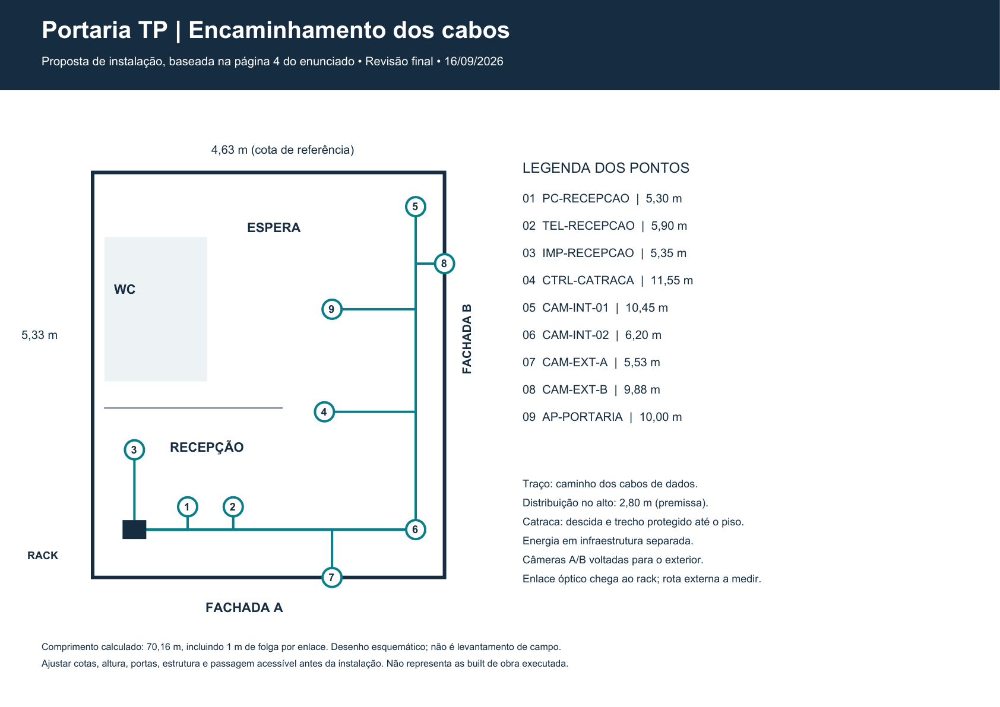 Portaria TP | Encaminhamento dos cabos
Proposta de instalação, baseada na página 4 do enunciado • Revisão final • 16/09/2026
4,63 m (cota de referência)
5
ESPERA
8
WC
9
FACHADA B
5,33 m
4
RECEPÇÃO
3
1
2
6
RACK
7
FACHADA A
LEGENDA DOS PONTOS
01 PC-RECEPCAO | 5,30 m
02 TEL-RECEPCAO | 5,90 m
03 IMP-RECEPCAO | 5,35 m
04 CTRL-CATRACA | 11,55 m
05 CAM-INT-01 | 10,45 m
06 CAM-INT-02 | 6,20 m
07 CAM-EXT-A | 5,53 m
08 CAM-EXT-B | 9,88 m
09 AP-PORTARIA | 10,00 m
Traço: caminho dos cabos de dados.
Distribuição no alto: 2,80 m (premissa).
Catraca: descida e trecho protegido até o piso.
Energia em infraestrutura separada.
Câmeras A/B voltadas para o exterior.
Enlace óptico chega ao rack; rota externa a medir.
Comprimento calculado: 70,16 m, incluindo 1 m de folga por enlace. Desenho esquemático; não é levantamento de campo.
Ajustar cotas, altura, portas, estrutura e passagem acessível antes da instalação. Não representa as built de obra executada.